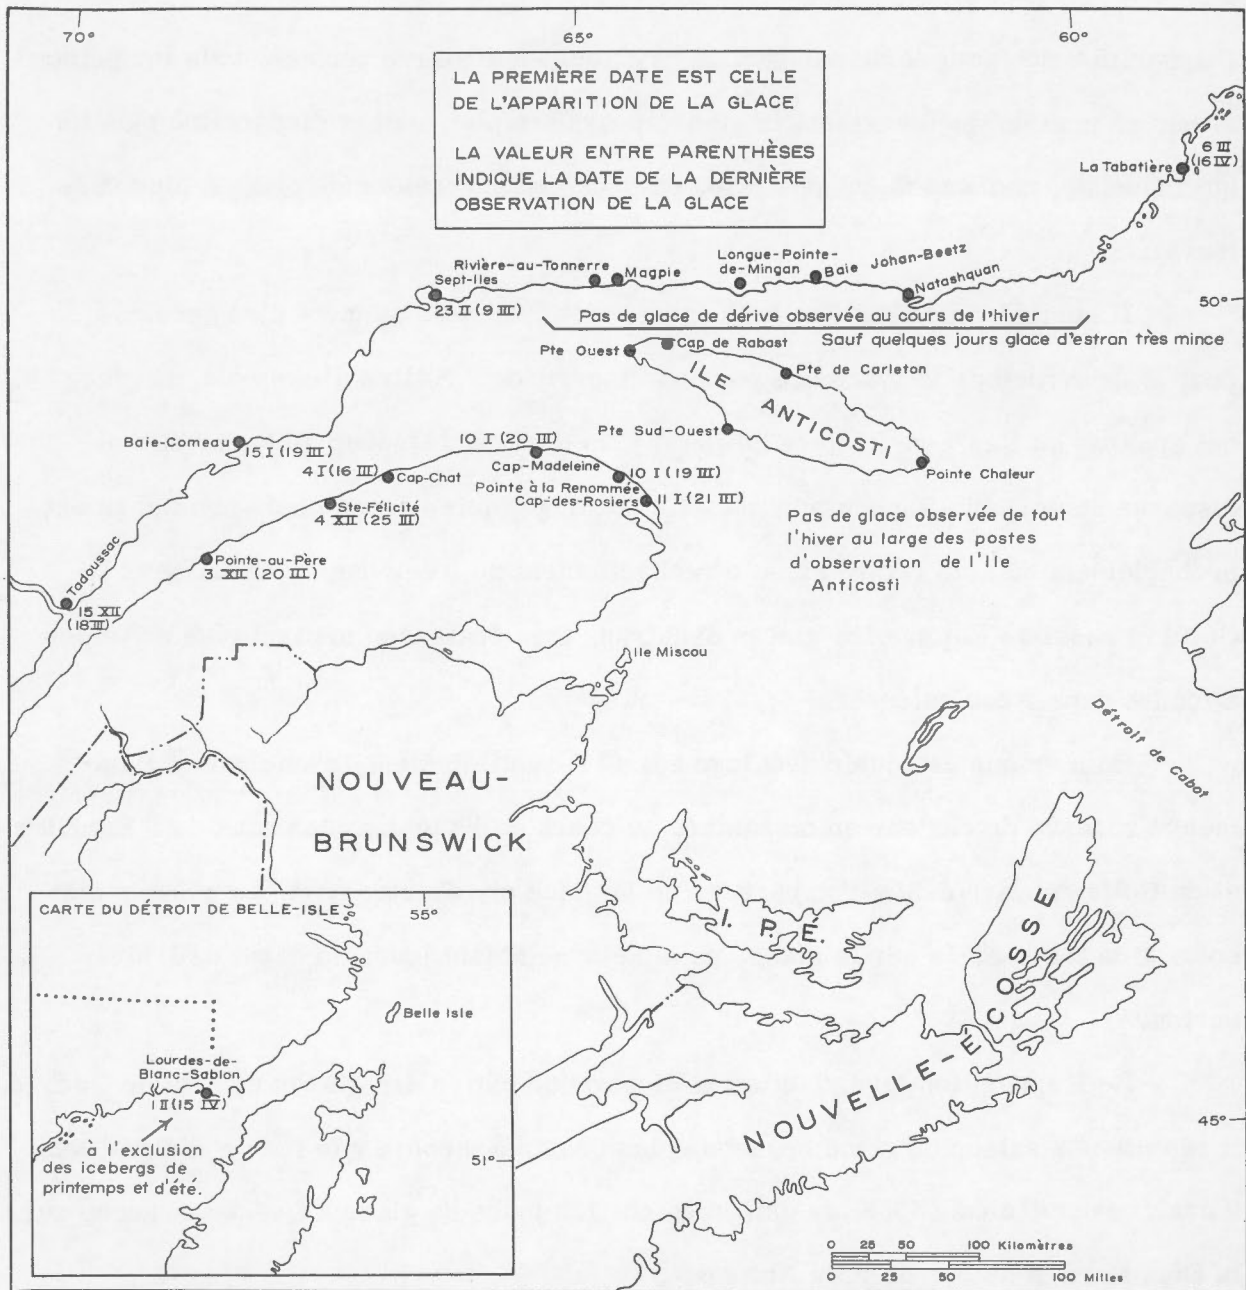 70°
65°
60°
LA PREMIÈRE DATE EST CELLE
DE L'APPARITION DE LA GLACE
LA VALEUR ENTRE PARENTHÈSES
INDIQUE LA DATE DE LA DERNIÈRE
OBSERVATION DE LA GLACE
6 III
(16 IV)
La Tabatière
Rivière-au-Tonnerre
Magpie
Longue-Pointe-
de-Mingan
Baie Johan-Beetz
Natashquan
Sept-Iles
23 II (9 III)
50°
Pas de glace de dérive observée au cours de l'hiver
Sauf quelques jours glace d'estran très mince
Pte Ouest
Cap de Rabast
Pte de Carleton
ILE ANTICOSTI
Pte Sud-Ouest
Pointe Chaleur
Baie-Comeau
15 I (19 III)
10 I (20 III)
Cap-Madeleine
4 I (16 III)
Cap-Chat
10 I (19 III)
Pointe à la Renommée
Cap-des-Rosiers
11 I (21 III)
Ste-Félicité
4 XII (25 III)
Pas de glace observée de tout
l'hiver au large des postes
d'observation de l'Ile
Anticosti
Pointe-au-Père
3 XII (20 III)
Tadoussac
15 XII
(18 III)
Ile Miscou
Détroit de Cabot
NOUVEAU-
BRUNSWICK
I. P. É.
NOUVELLE-ÉCOSSE
CARTE DU DÉTROIT DE BELLE-ISLE
55°
Belle Isle
Lourdes-de-
Blanc-Sablon
1 II (15 IV)
à l'exclusion
des icebergs de
printemps et d'été.
51°
45°
0 25 50 100 Kilomètres
0 25 50 100 Milles